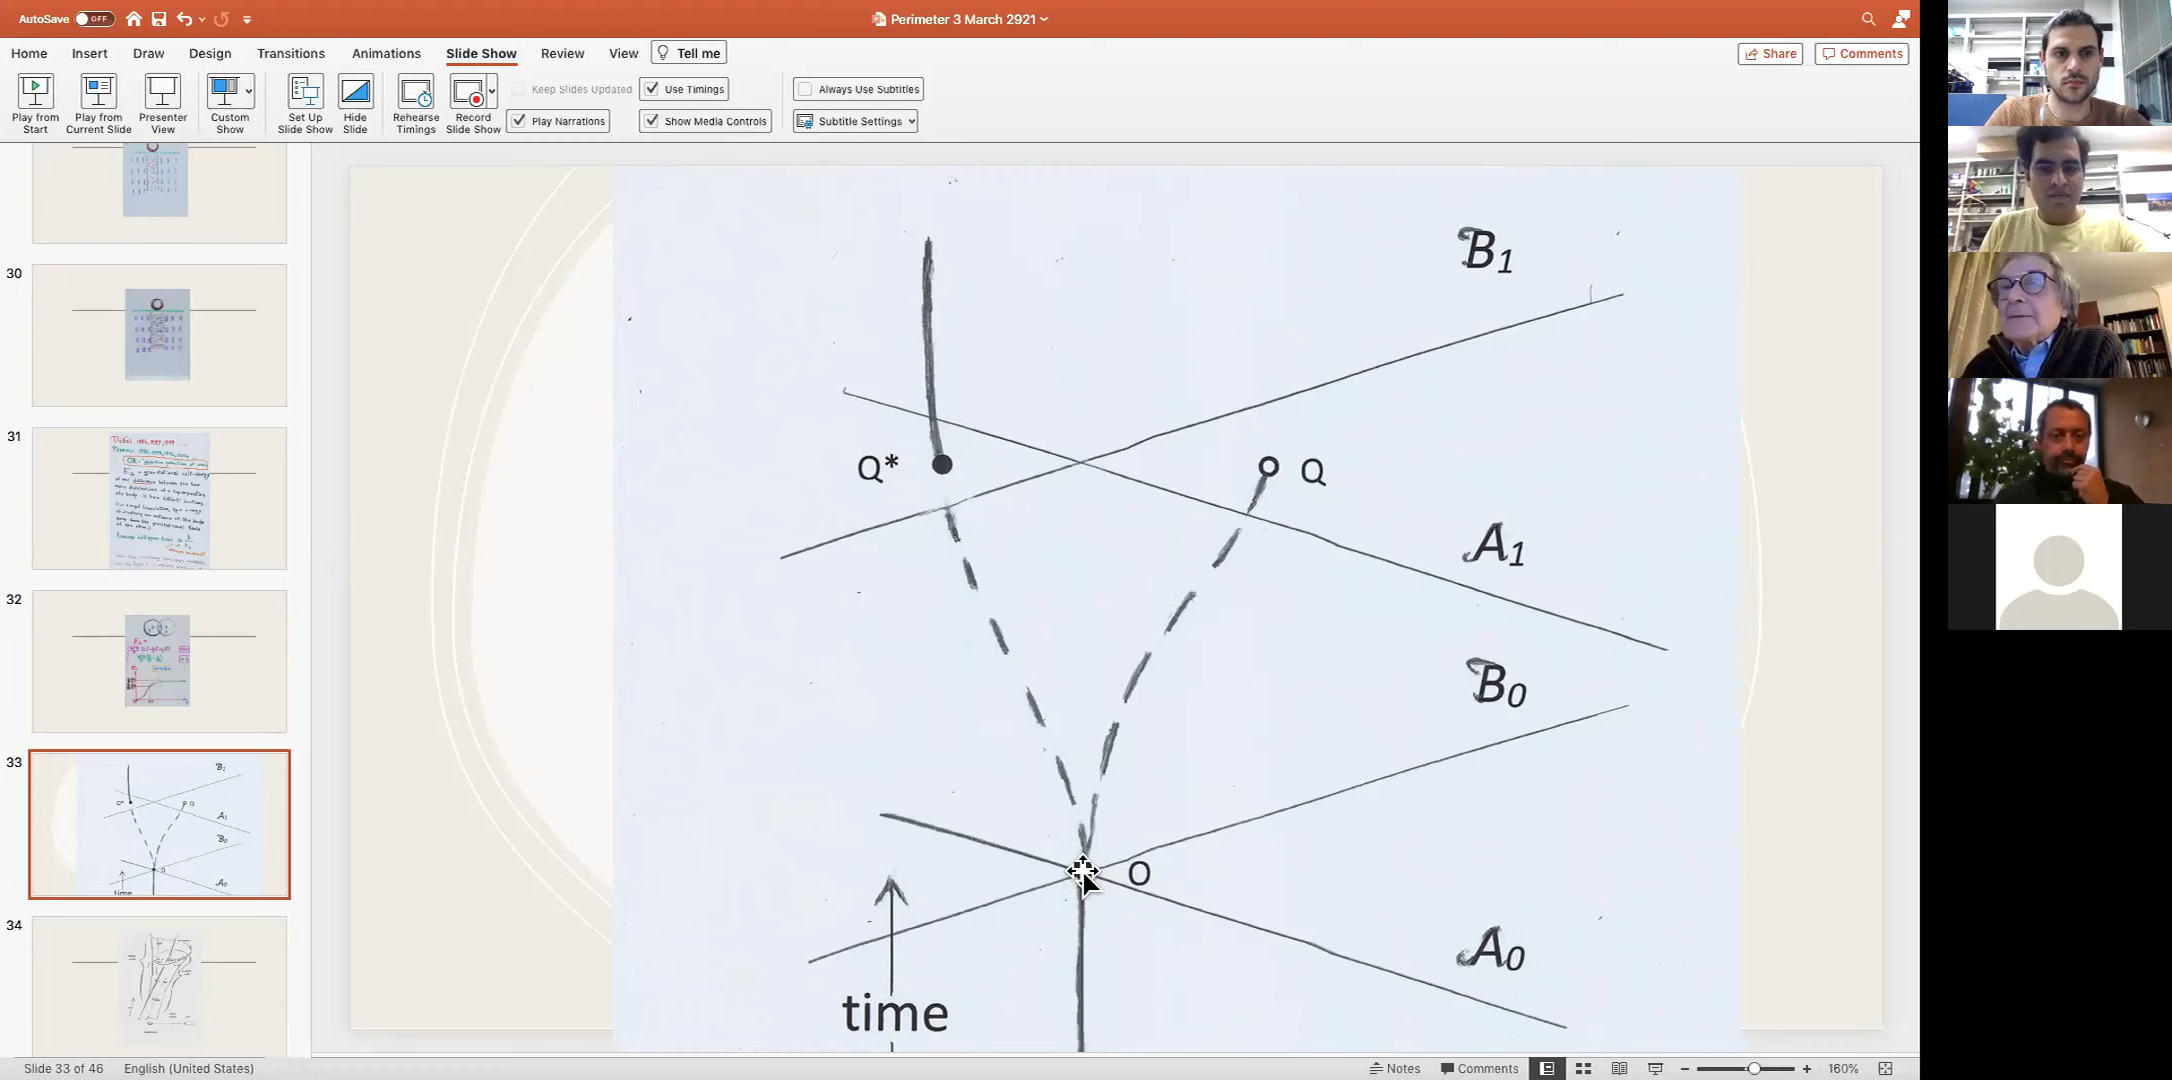 AutoSave OFF
Perimeter 3 March 2921
Home Insert Draw Design Transitions Animations Slide Show Review View Tell me
Share Comments
Play from Start
Play from Current Slide
Presenter View
Custom Show
Set Up Slide Show
Hide Slide
Rehearse Timings
Record Slide Show
Keep Slides Updated
Use Timings
Always Use Subtitles
Play Narrations
Show Media Controls
Subtitle Settings
30
31
32
33
34
B1
Q*
Q
A1
B0
O
A0
time
Slide 33 of 46 English (United States)
Notes Comments 160%